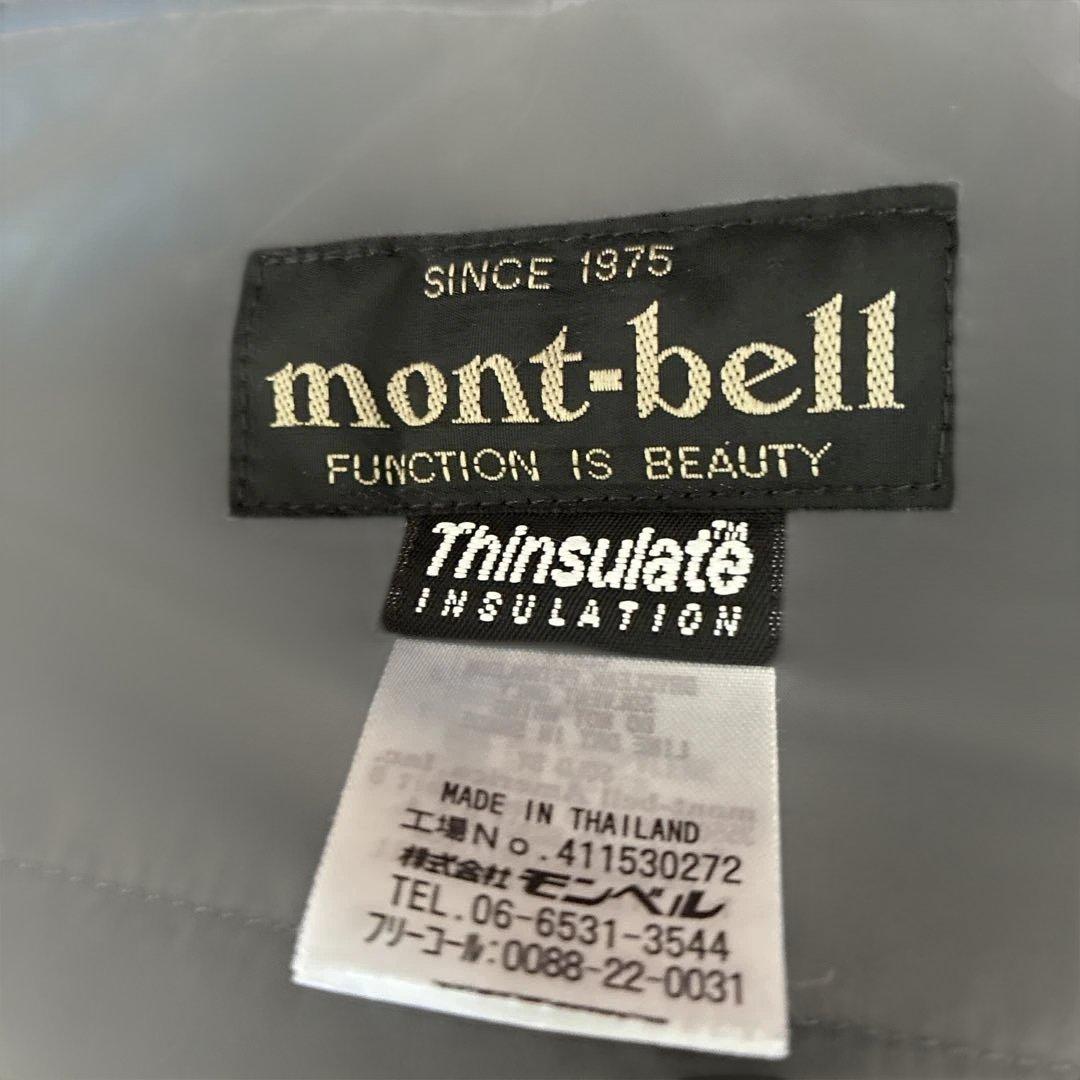 SINCE 1975
mont-bell
FUNCTION IS BEAUTY
Thinsulate™
INSULATION
MADE IN THAILAND
工場No.411530272
株式会社モンベル
TEL.06-6531-3544
フリーコール:0088-22-0031